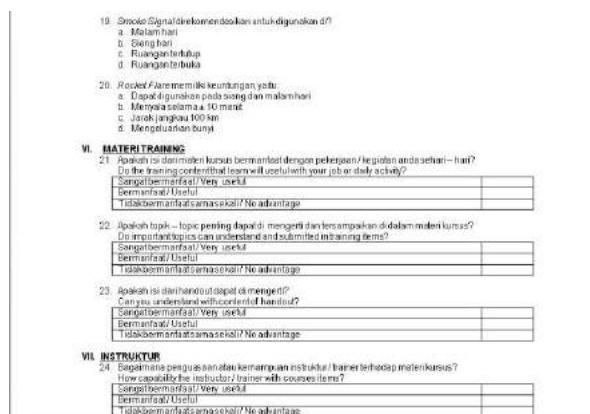 19. Smoke Signal direkomendasikan untuk digunakan di?
a. Malam hari
b. Siang hari
c. Ruangan tertutup
d. Ruangan terbuka
20. Rocket Flare memiliki keuntungan, yaitu
a. Dapat digunakan pada siang dan malam hari
b. Menyala selama ± 10 menit
c. Jarak jangkau 100 km
d. Mengeluarkan bunyi
VI. MATERI TRAINING
21. Apakah isi dari materi kursus bermanfaat dengan pekerjaan / kegiatan anda sehari – hari?
Do the training content that learn will useful with your job or daily activity?
Sangat bermanfaat / Very useful
Bermanfaat / Useful
Tidak bermanfaat sama sekali / No advantage
22. Apakah topik – topic penting dapat di mengerti dan tersampaikan didalam materi kursus?
Do important topics can understand and submitted in training items?
Sangat bermanfaat / Very useful
Bermanfaat / Useful
Tidak bermanfaat sama sekali / No advantage
23. Apakah isi dari handout dapat di mengerti?
Can you understand with content of handout?
Sangat bermanfaat / Very useful
Bermanfaat / Useful
Tidak bermanfaat sama sekali / No advantage
VII. INSTRUKTUR
24. Bagaimana penguasaan atau kemampuan instruktur / trainer terhadap materi kursus?
How capability the instructor / trainer with courses items?
Sangat bermanfaat / Very useful
Bermanfaat / Useful
Tidak bermanfaat sama sekali / No advantage